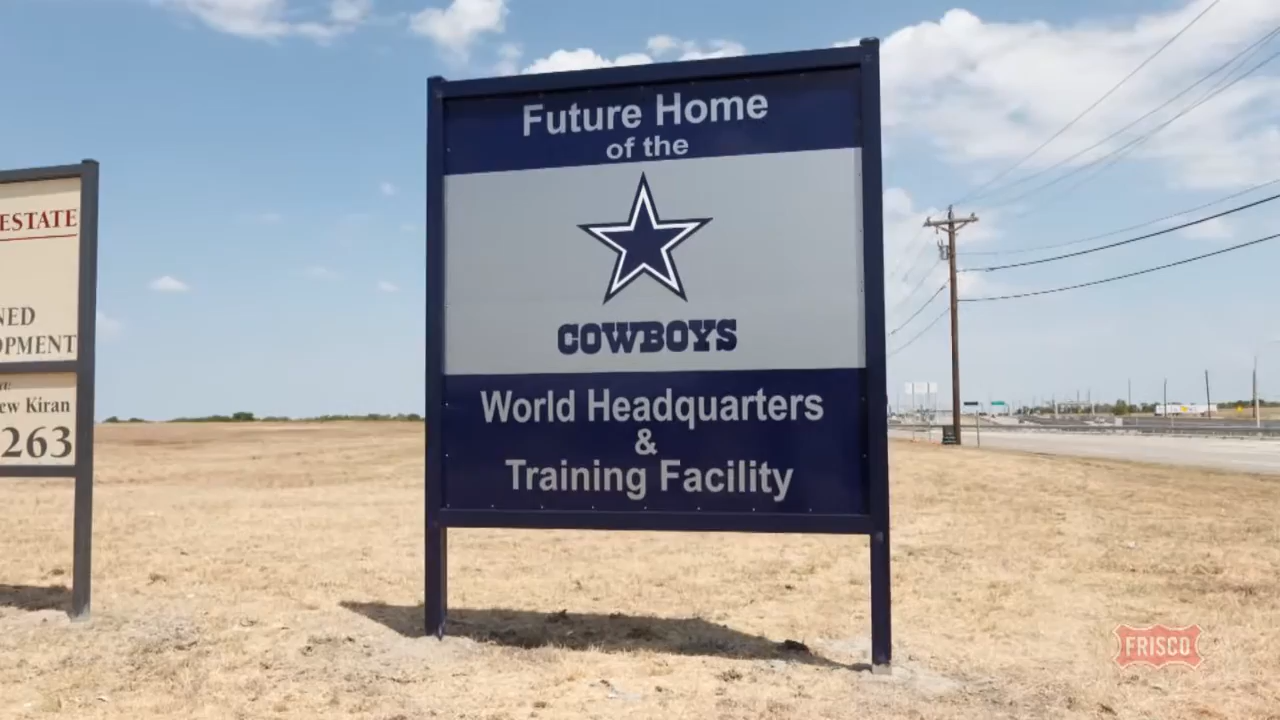 Future Home
of the
COWBOYS
World Headquarters
&
Training Facility
ESTATE
NED
OPMENT
ew Kiran
263
FRISCO